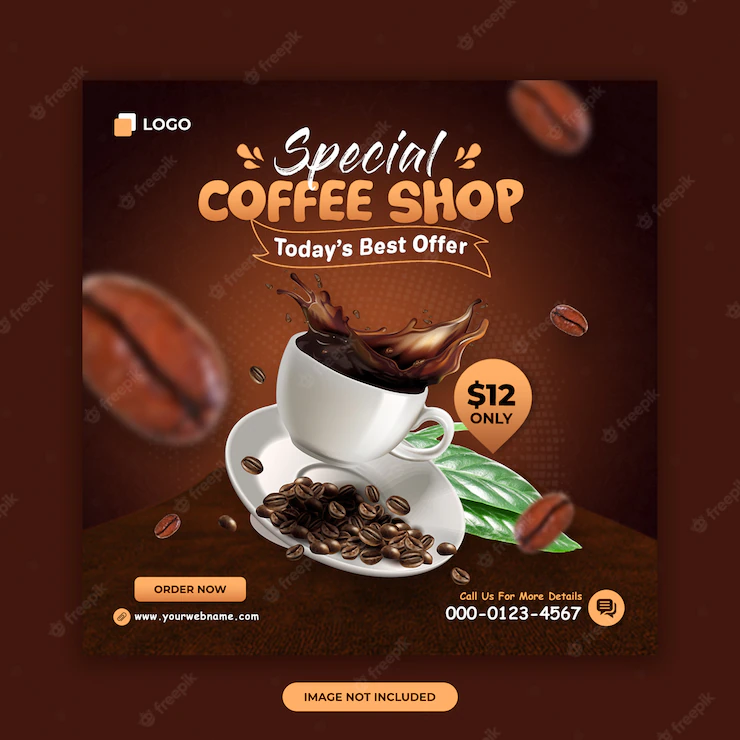 LOGO
Special
COFFEE SHOP
Today's Best Offer
$12
ONLY
ORDER NOW
www.yourwebname.com
Call Us For More Details
000-0123-4567
IMAGE NOT INCLUDED
freepik